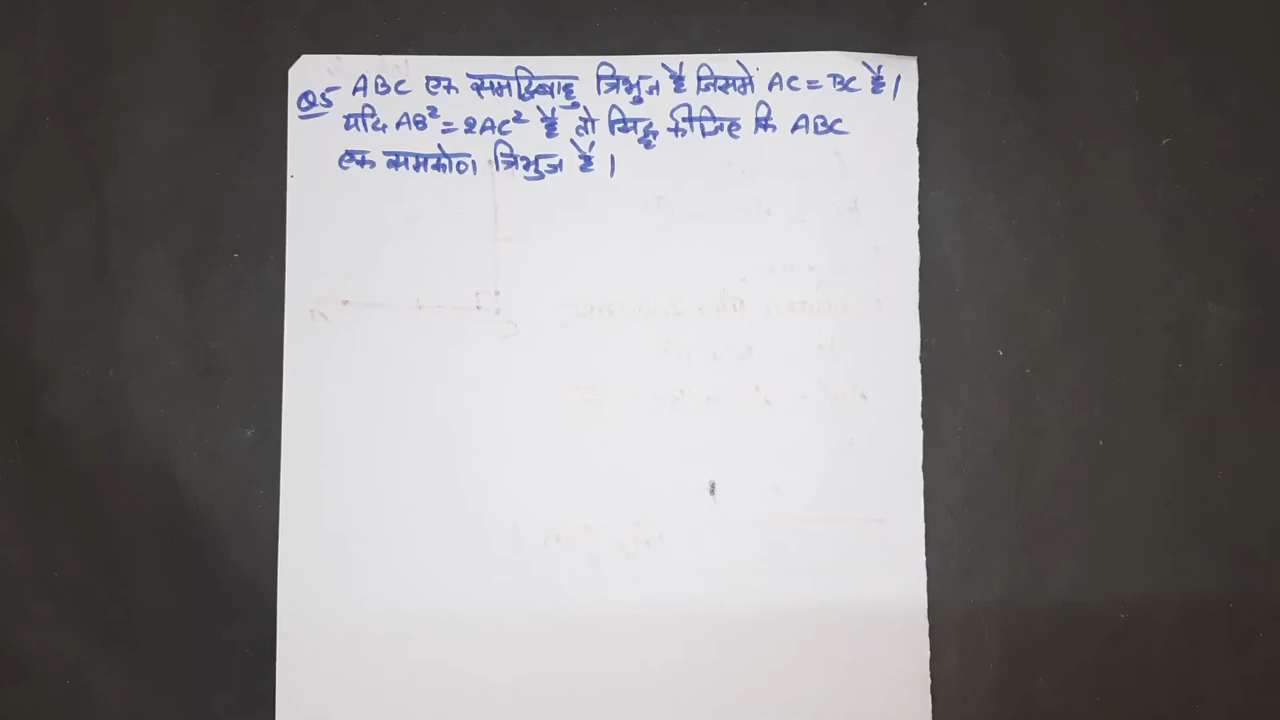 Q5 ABC एक समद्विबाहु त्रिभुज है जिसमें AC = BC है।
यदि AB² = 2AC² है तो सिद्ध कीजिए कि ABC
एक समकोण त्रिभुज है।